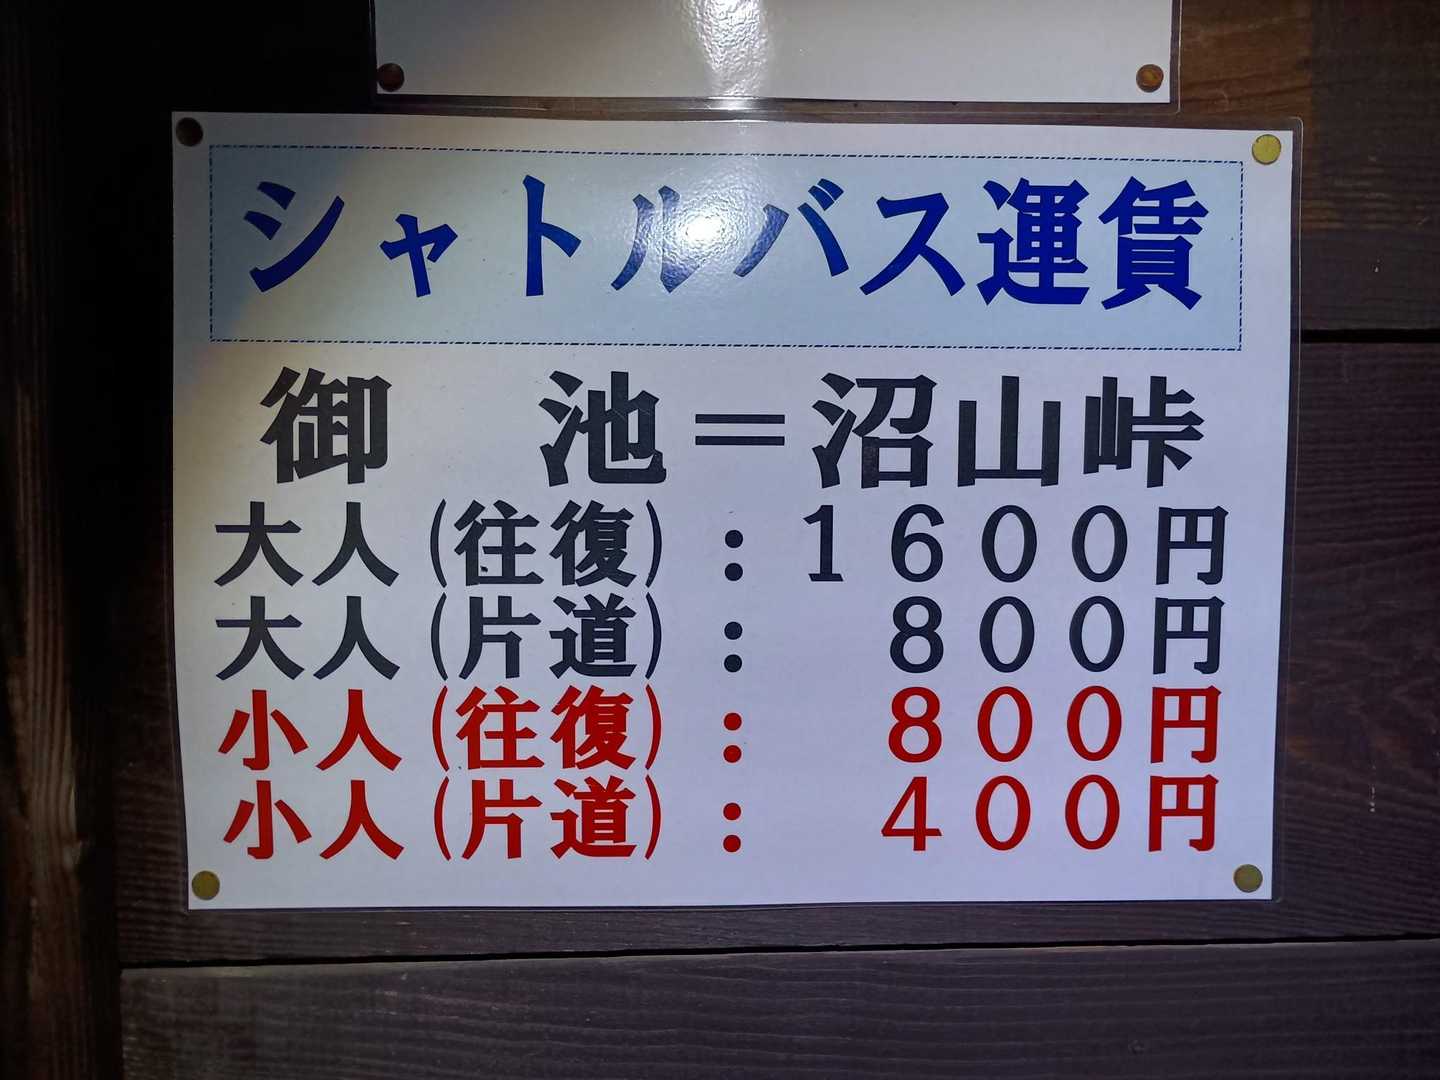 シャトルバス運賃
御　池＝沼山峠
大人(往復)：１６００円
大人(片道)：　８００円
小人(往復)：　８００円
小人(片道)：　４００円